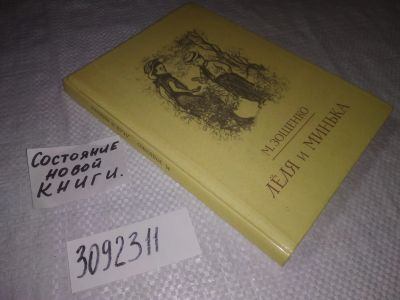 М. ЗОЩЕНКО
ЛЁЛЯ И МИНЬКА
СОСТОЯНИЕ
НОВОЙ
КНИГИ.
3092311